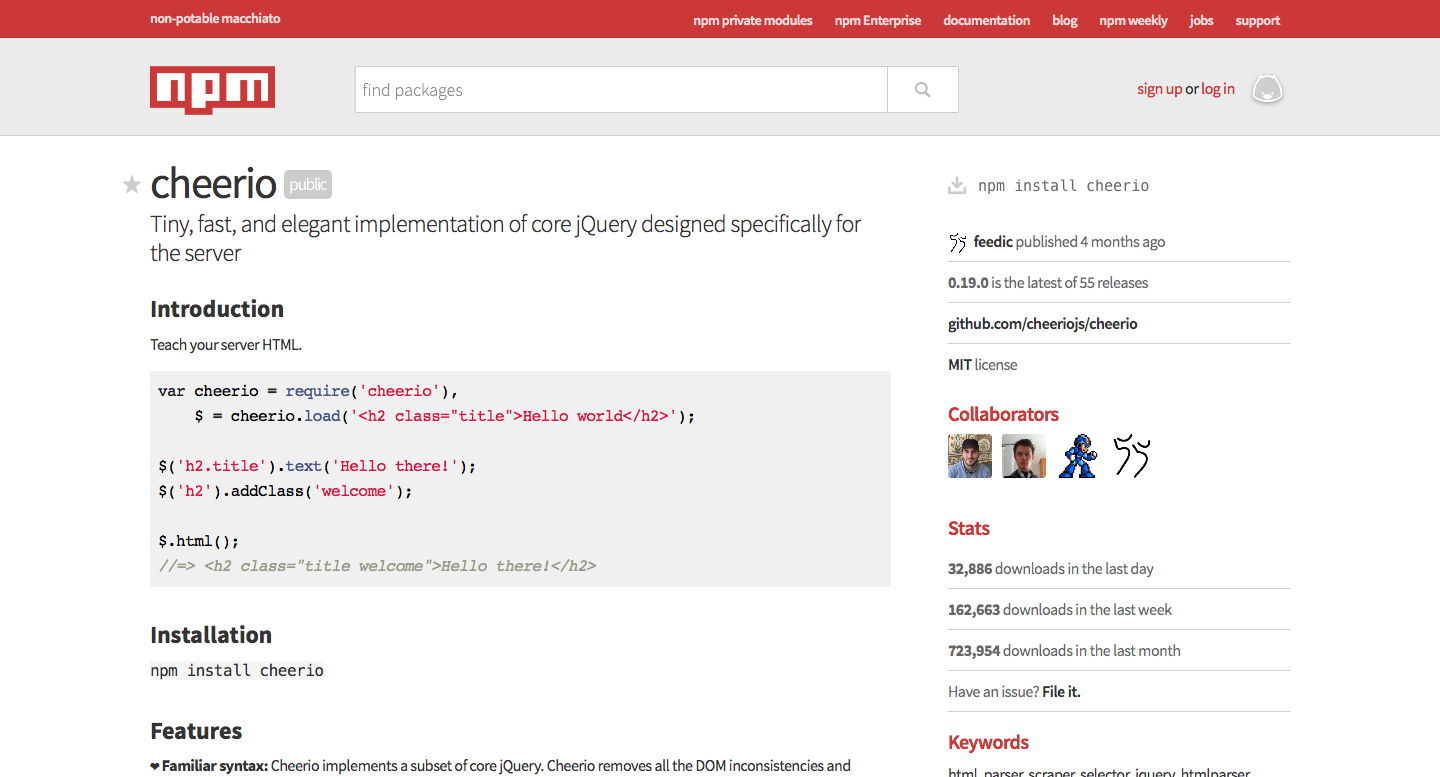 non-potable macchiato
npm private modules npm Enterprise documentation blog npm weekly jobs support
npm
find packages
sign up or log in
cheerio public
Tiny, fast, and elegant implementation of core jQuery designed specifically for
the server
Introduction
Teach your server HTML.
var cheerio = require('cheerio'),
    $ = cheerio.load('<h2 class="title">Hello world</h2>');
$('h2.title').text('Hello there!');
$('h2').addClass('welcome');
$.html();
//=> <h2 class="title welcome">Hello there!</h2>
Installation
npm install cheerio
Features
❤ Familiar syntax: Cheerio implements a subset of core jQuery. Cheerio removes all the DOM inconsistencies and
npm install cheerio
feedic published 4 months ago
0.19.0 is the latest of 55 releases
github.com/cheeriojs/cheerio
MIT license
Collaborators
Stats
32,886 downloads in the last day
162,663 downloads in the last week
723,954 downloads in the last month
Have an issue? File it.
Keywords
html, parser, scraper, selector, jquery, htmlparser